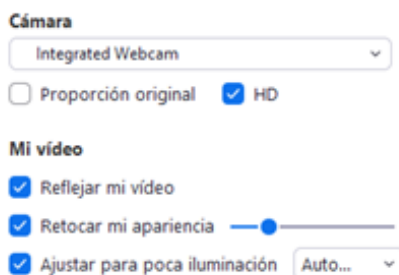 Cámara
Integrated Webcam
Proporción original HD
Mi vídeo
Reflejar mi vídeo
Retocar mi apariencia
Ajustar para poca iluminación Auto...